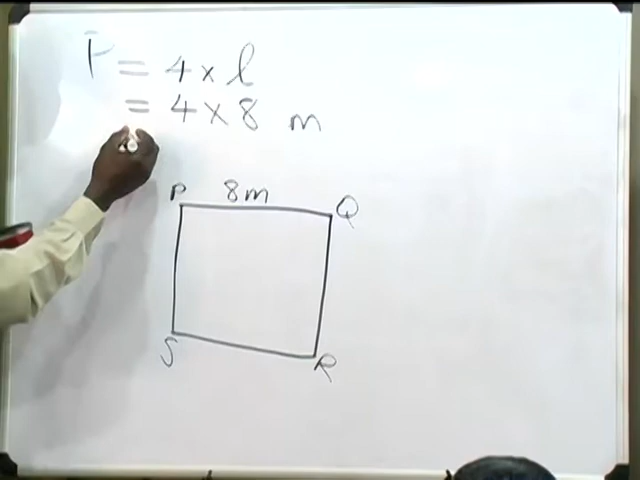 P = 4 x l
= 4 x 8 m
P 8m Q
S R